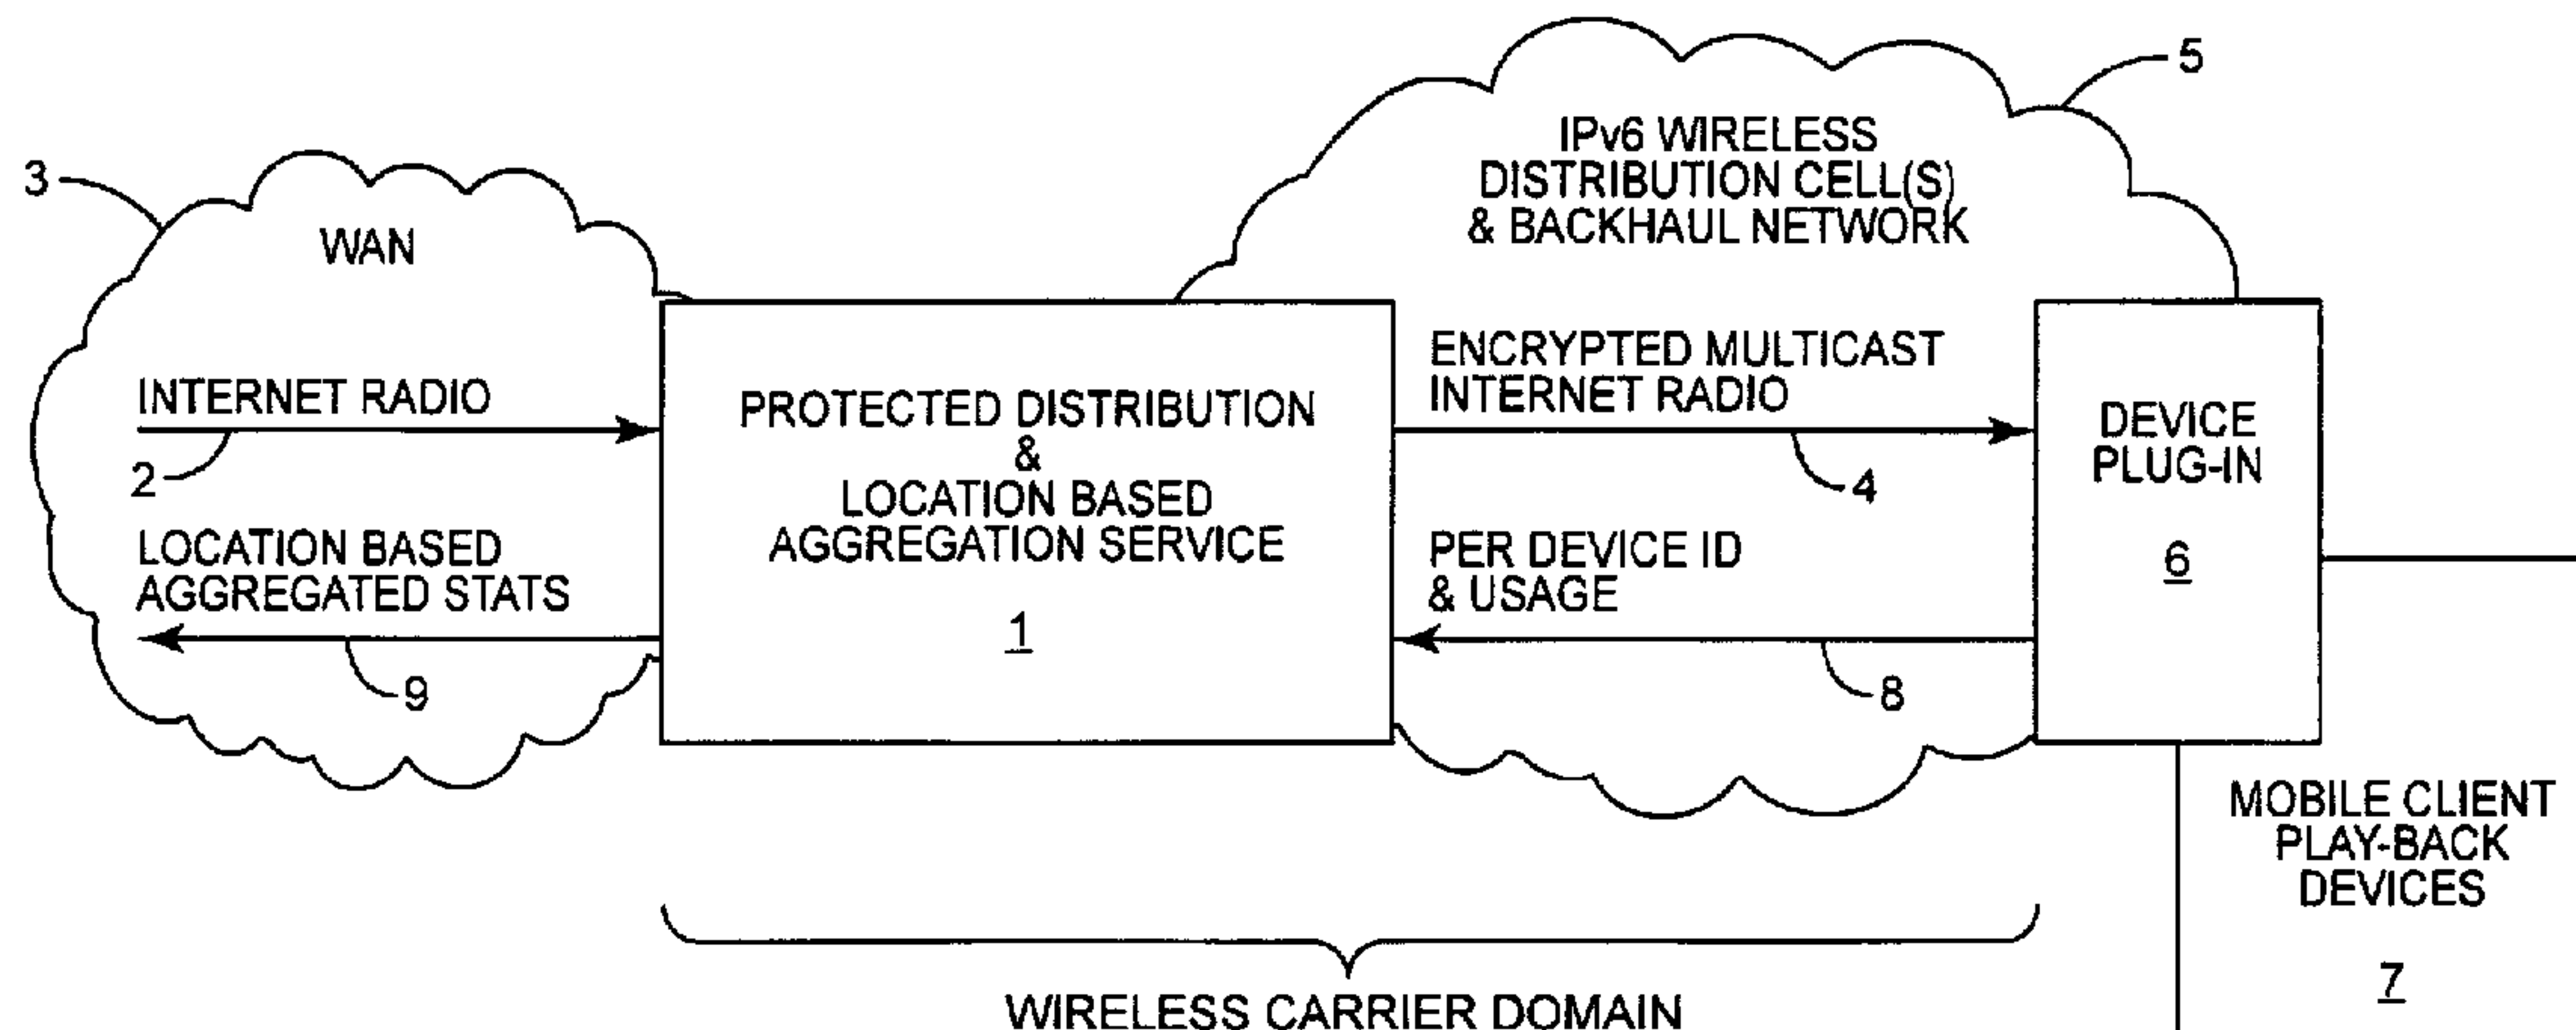 5
IPv6 WIRELESS
DISTRIBUTION CELL(S)
& BACKHAUL NETWORK
3
WAN
INTERNET RADIO
2
LOCATION BASED
AGGREGATED STATS
9
PROTECTED DISTRIBUTION
&
LOCATION BASED
AGGREGATION SERVICE
1
ENCRYPTED MULTICAST
INTERNET RADIO
4
PER DEVICE ID
& USAGE
8
DEVICE
PLUG-IN
6
MOBILE CLIENT
PLAY-BACK
DEVICES
7
WIRELESS CARRIER DOMAIN